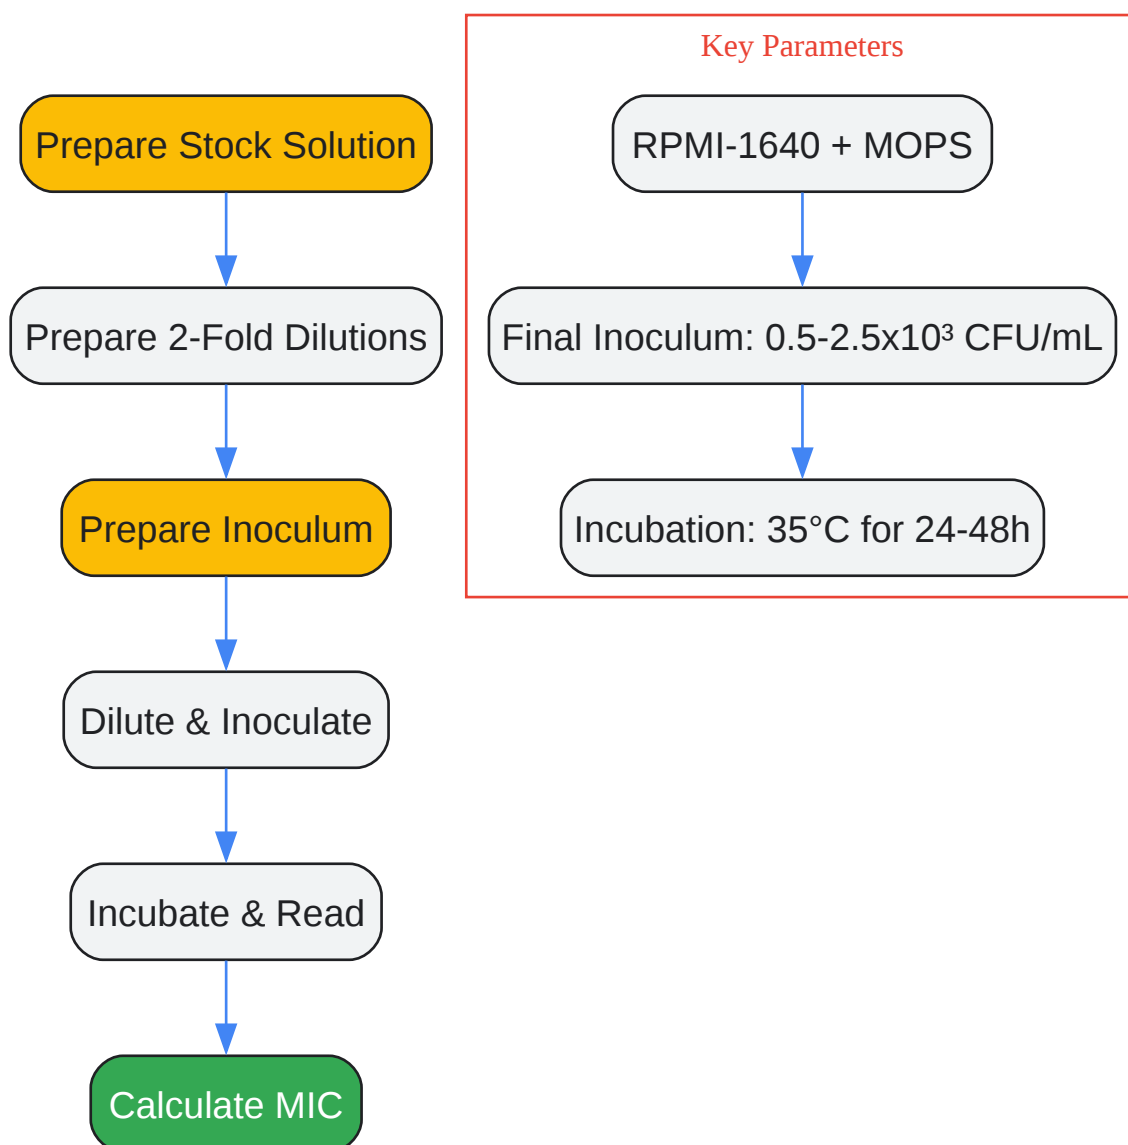 Prepare Stock Solution
Prepare 2-Fold Dilutions
Prepare Inoculum
Dilute & Inoculate
Incubate & Read
Calculate MIC
Key Parameters
RPMI-1640 + MOPS
Final Inoculum: 0.5-2.5x10³ CFU/mL
Incubation: 35°C for 24-48h